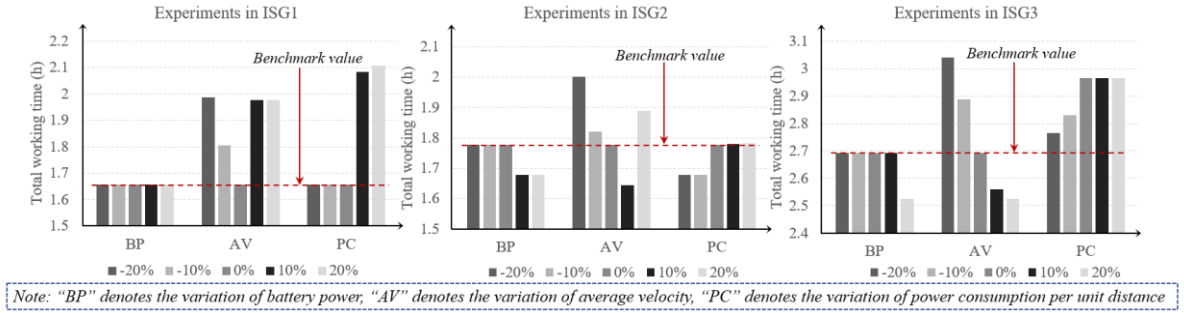 Experiments in ISG1
Total working time (h)
2.2
2.1
2
1.9
1.8
1.7
1.6
1.5
Benchmark value
BP AV PC
-20% -10% 0% 10% 20%
Experiments in ISG2
Total working time (h)
2.1
2
1.9
1.8
1.7
1.6
1.5
Benchmark value
BP AV PC
-20% -10% 0% 10% 20%
Experiments in ISG3
Total working time (h)
3.1
3
2.9
2.8
2.7
2.6
2.5
2.4
Benchmark value
BP AV PC
-20% -10% 0% 10% 20%
Note: “BP” denotes the variation of battery power, “AV” denotes the variation of average velocity, “PC” denotes the variation of power consumption per unit distance